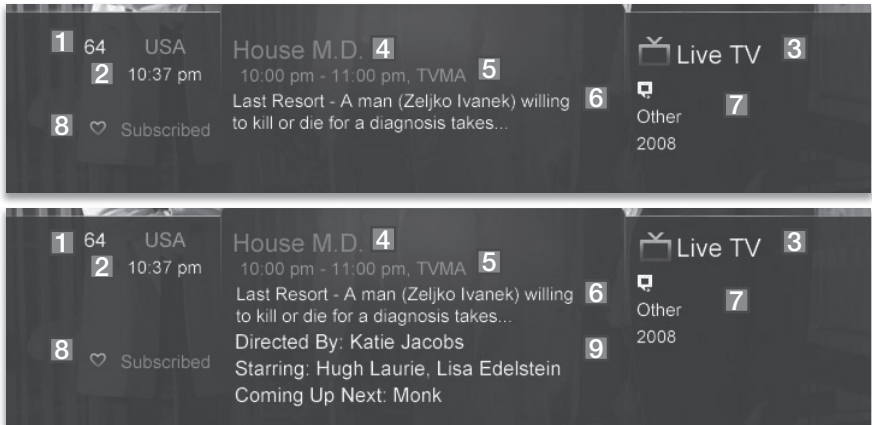 1 64 USA
2 10:37 pm
8 Subscribed
House M.D. 4
10:00 pm - 11:00 pm, TVMA 5
Last Resort - A man (Zeljko Ivanek) willing 6
to kill or die for a diagnosis takes...
Live TV 3
Other 7
2008
1 64 USA
2 10:37 pm
8 Subscribed
House M.D. 4
10:00 pm - 11:00 pm, TVMA 5
Last Resort - A man (Zeljko Ivanek) willing 6
to kill or die for a diagnosis takes...
Directed By: Katie Jacobs 9
Starring: Hugh Laurie, Lisa Edelstein
Coming Up Next: Monk
Live TV 3
Other 7
2008